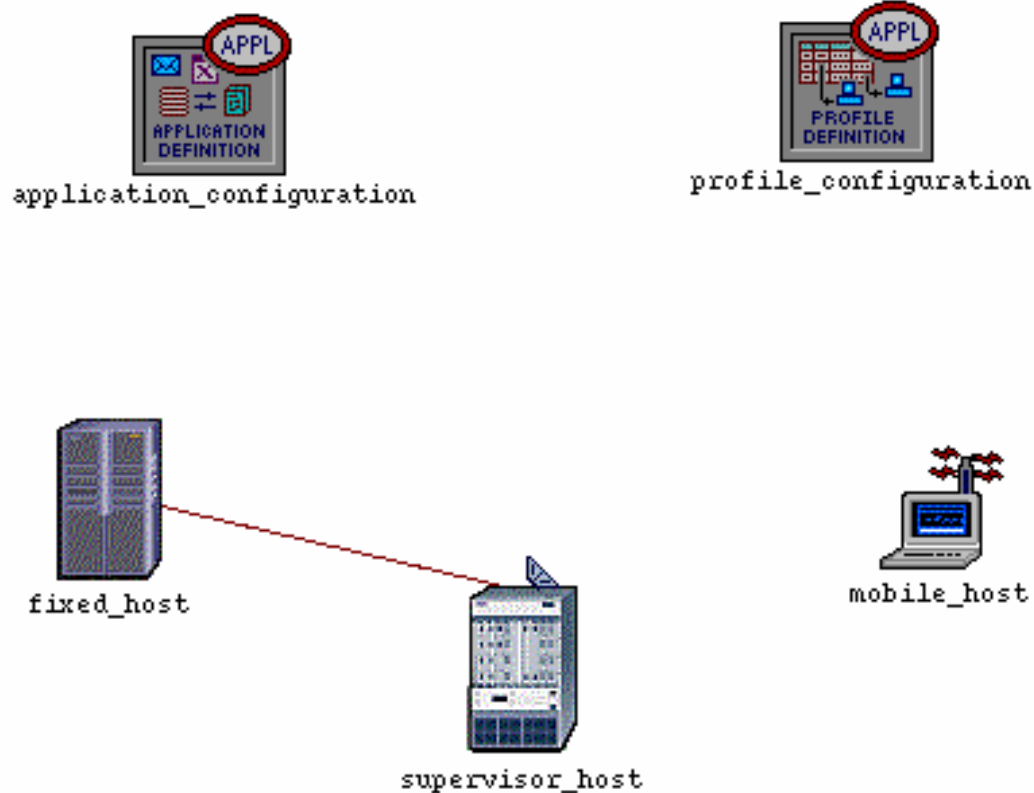 APPL
APPLICATION
DEFINITION
application_configuration
APPL
PROFILE
DEFINITION
profile_configuration
fixed_host
supervisor_host
mobile_host